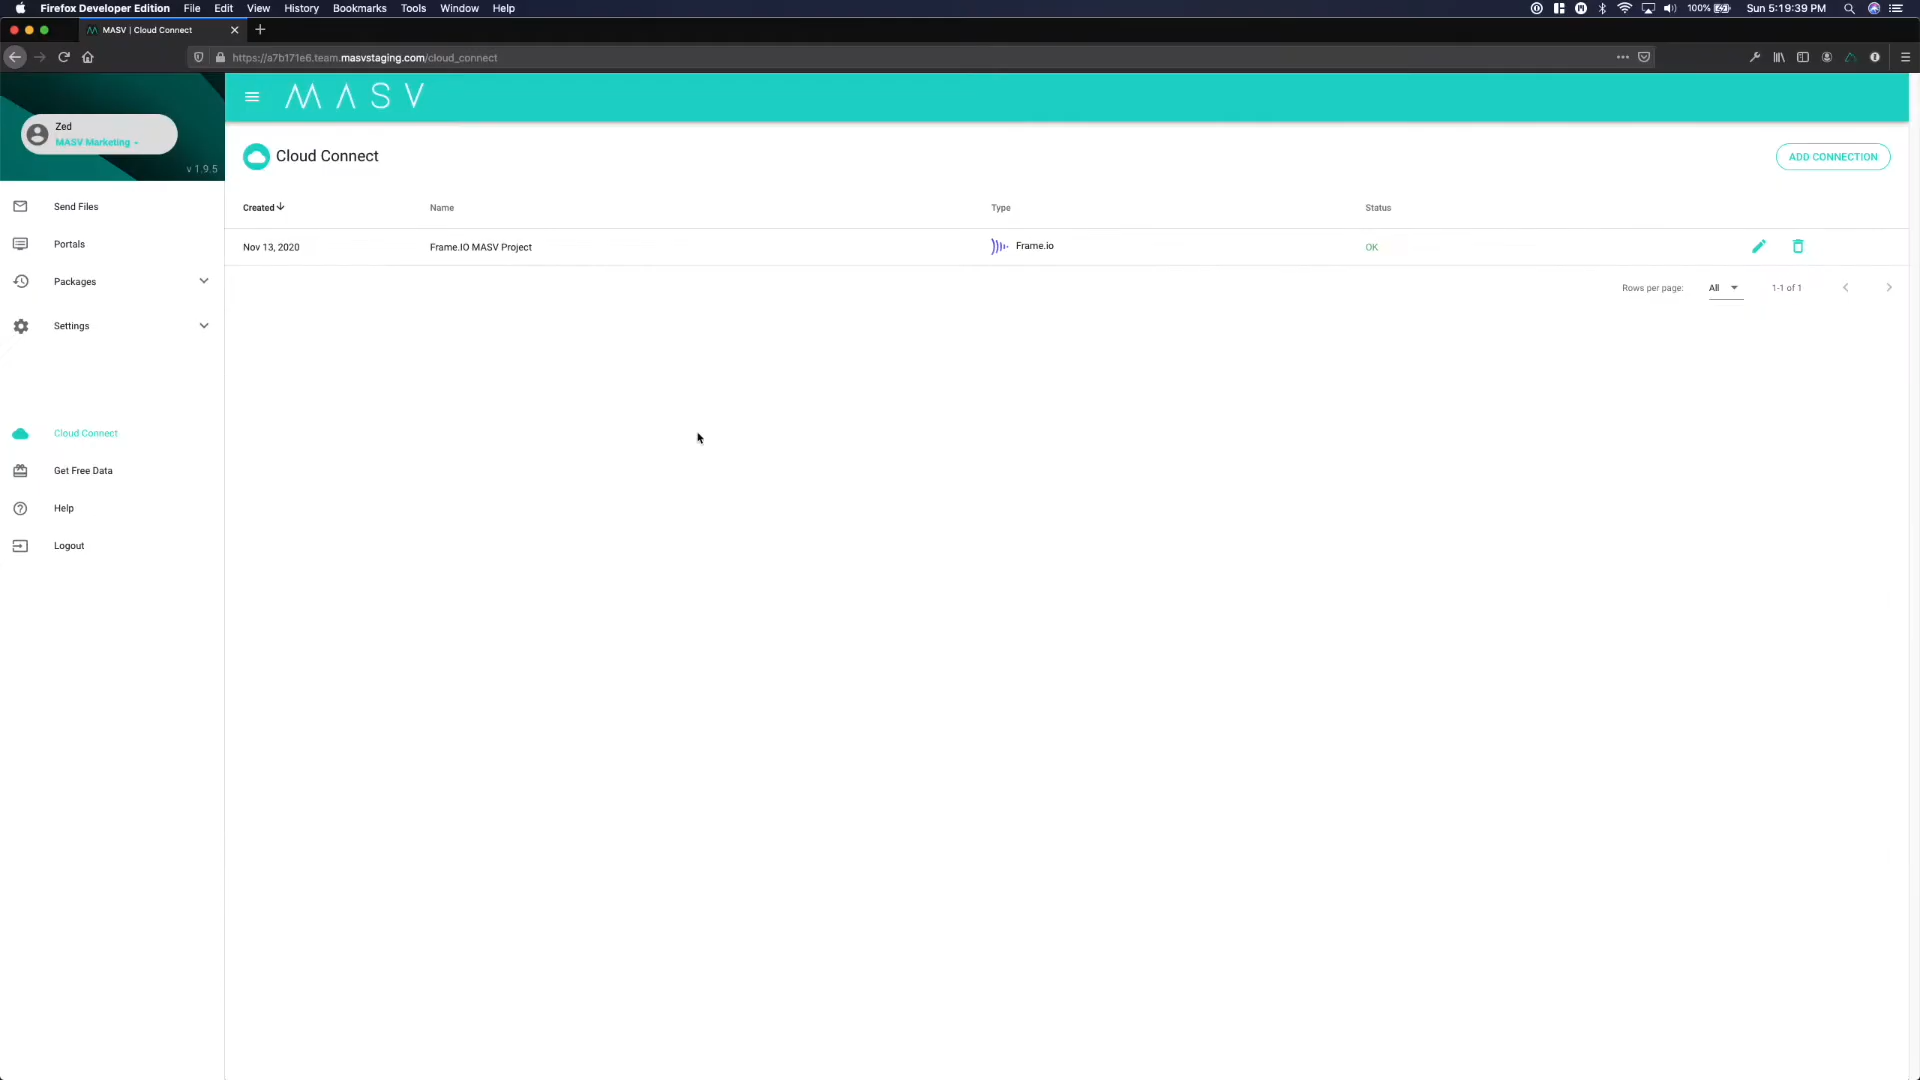 Firefox Developer Edition File Edit View History Bookmarks Tools Window Help 100% Sun 5:19:39 PM
MASV | Cloud Connect
https://a7b171e6.team.masvstaging.com/cloud_connect
MASV
Zed
MASV Marketing
v 1.9.5
Cloud Connect
ADD CONNECTION
Send Files
Portals
Packages
Settings
Cloud Connect
Get Free Data
Help
Logout
Created Name Type Status
Nov 13, 2020 Frame.IO MASV Project Frame.io OK
Rows per page: All 1-1 of 1